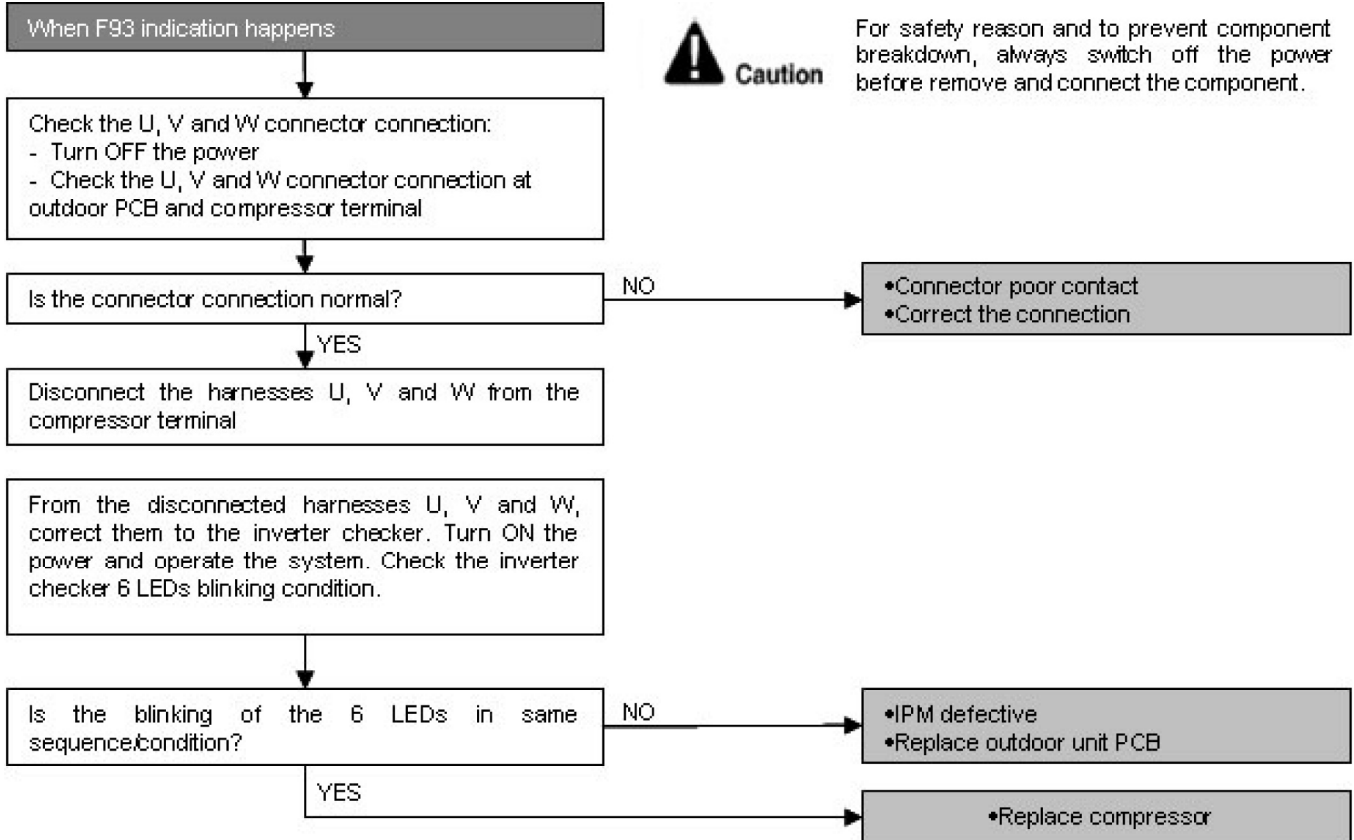 When F93 indication happens
Caution
For safety reason and to prevent component
breakdown, always switch off the power
before remove and connect the component.
Check the U, V and W connector connection:
- Turn OFF the power
- Check the U, V and W connector connection at
outdoor PCB and compressor terminal
Is the connector connection normal?
NO
•Connector poor contact
•Correct the connection
YES
Disconnect the harnesses U, V and W from the
compressor terminal
From the disconnected harnesses U, V and W,
correct them to the inverter checker. Turn ON the
power and operate the system. Check the inverter
checker 6 LEDs blinking condition.
Is the blinking of the 6 LEDs in same
sequence/condition?
NO
•IPM defective
•Replace outdoor unit PCB
YES
•Replace compressor